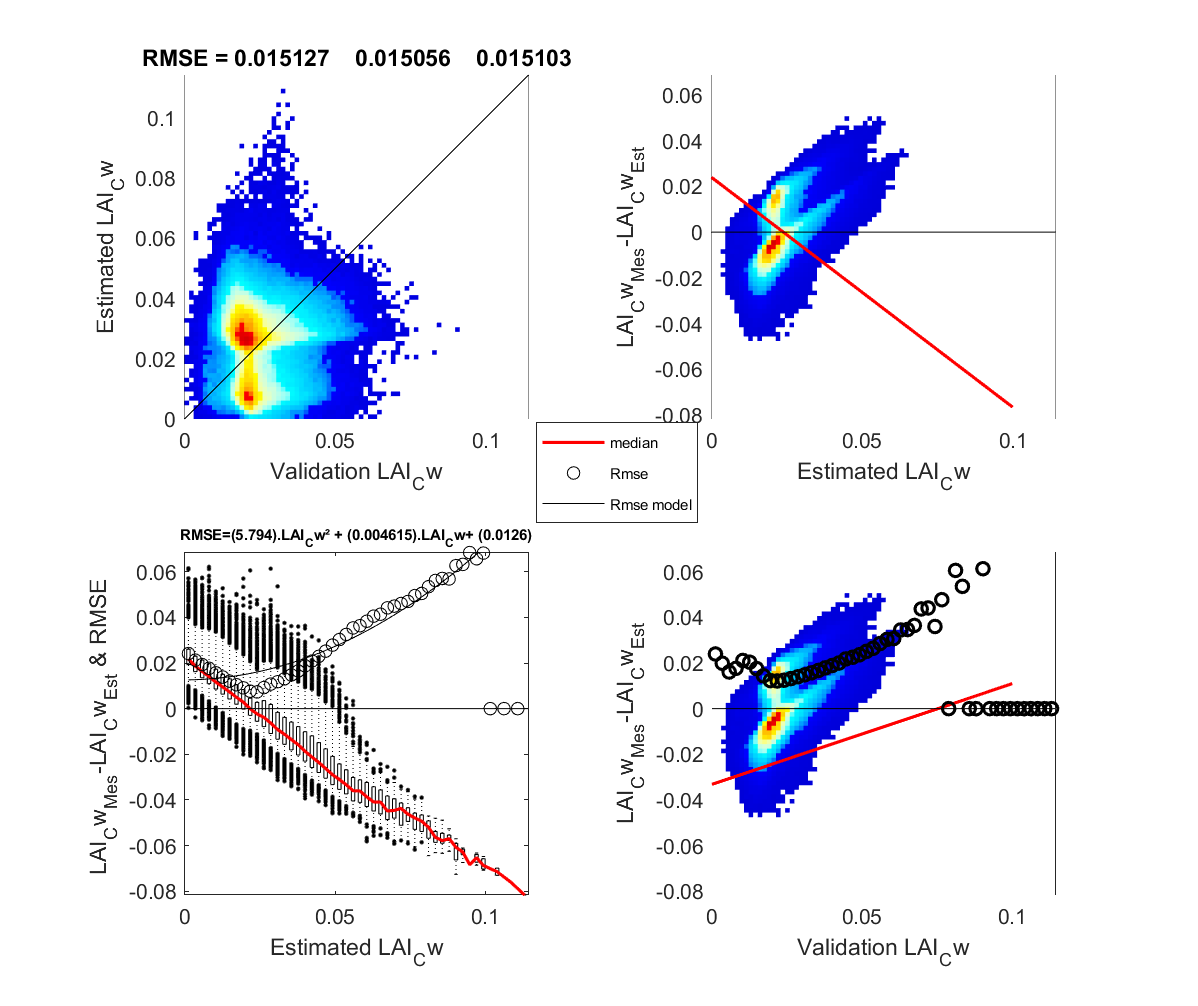 RMSE = 0.015127 0.015056 0.015103
0.1
0.08
0.06
0.04
0.02
0
0 0.05 0.1
Estimated LAI_Cw
Validation LAI_Cw
0.06
0.04
0.02
0
-0.02
-0.04
-0.06
-0.08
0 0.05 0.1
LAI_Cw_Mes-LAI_Cw_Est
Estimated LAI_Cw
median
Rmse
Rmse model
RMSE=(5.794).LAI_Cw² + (0.004615).LAI_Cw+ (0.0126)
0.06
0.04
0.02
0
-0.02
-0.04
-0.06
-0.08
0 0.05 0.1
LAI_Cw_Mes-LAI_Cw_Est & RMSE
Estimated LAI_Cw
0.06
0.04
0.02
0
-0.02
-0.04
-0.06
-0.08
0 0.05 0.1
LAI_Cw_Mes-LAI_Cw_Est
Validation LAI_Cw